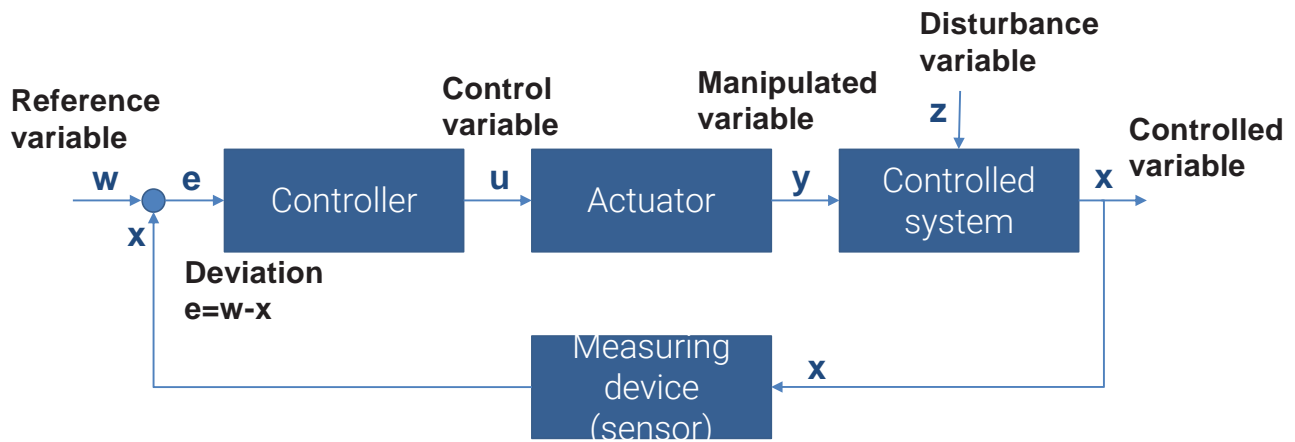 Disturbance
variable
z
Reference
variable
w
Control
variable
Manipulated
variable
Controlled
variable
e
Controller
u
Actuator
y
Controlled
system
x
x
Deviation
e=w-x
Measuring
device
(sensor)
x